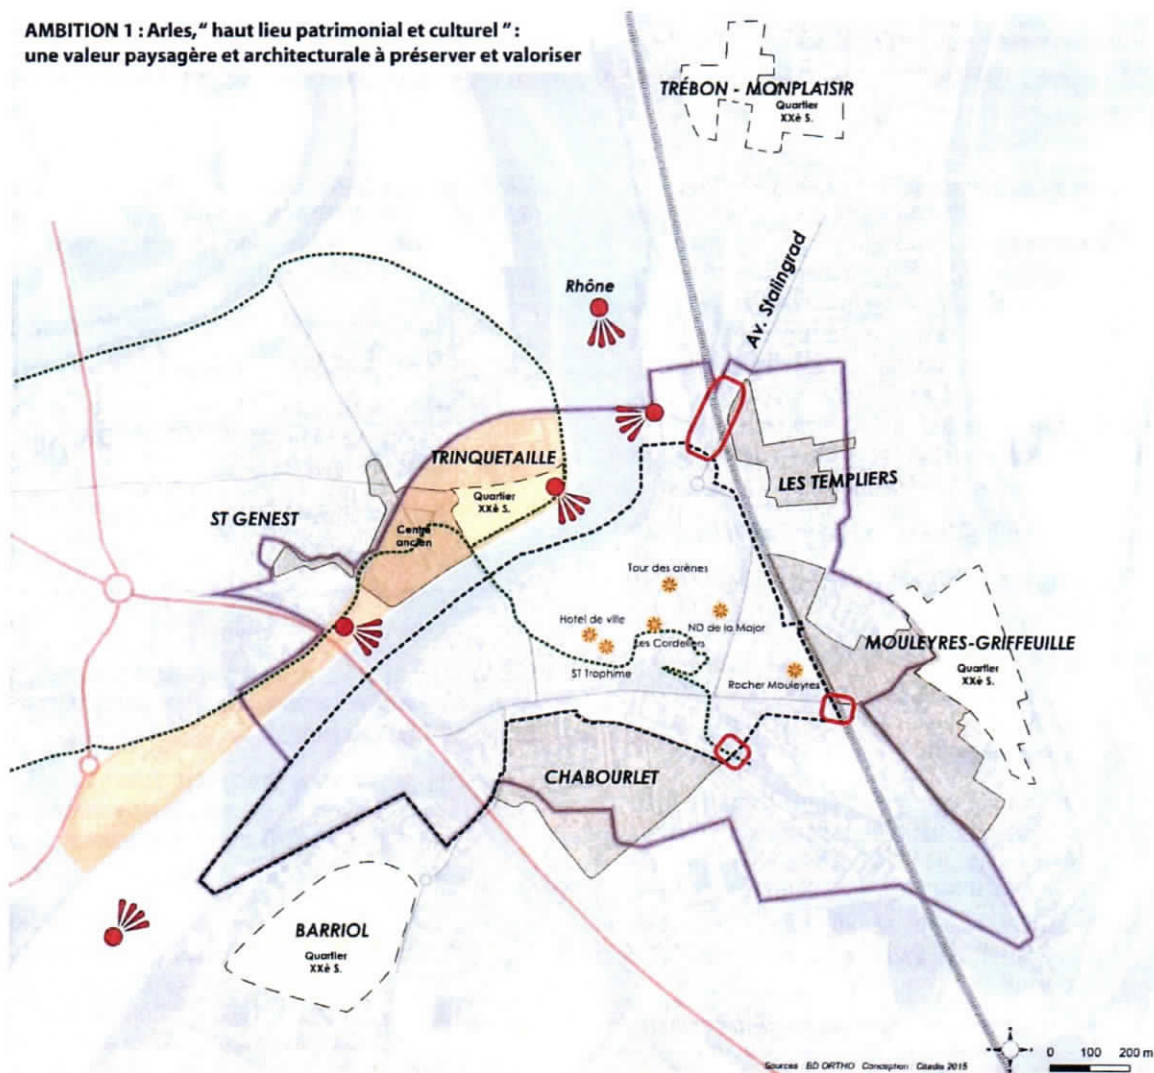 AMBITION 1 : Arles, “ haut lieu patrimonial et culturel ” :
une valeur paysagère et architecturale à préserver et valoriser
TRÉBON - MONPLAISIR
Quartier
XXè S.
Av. Stalingrad
Rhône
TRINQUETAILLE
LES TEMPLIERS
Quartier
XXè S.
ST GENEST
Centre
ancien
Tour des arènes
Hotel de ville
ND de la Major
Les Cordeliers
MOULEYRES-GRIFFEUILLE
Quartier
XXè S.
ST Trophime
Rocher Mouleyres
CHABOURLET
BARRIOL
Quartier
XXè S.
Sources : BD ORTHO Conception : Citadia 2015
0 100 200 m